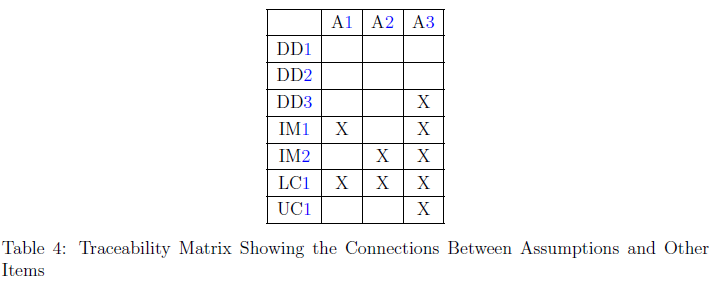 A1 A2 A3
DD1
DD2
DD3 X
IM1 X X
IM2 X X
LC1 X X X
UC1 X
Table 4: Traceability Matrix Showing the Connections Between Assumptions and Other
Items